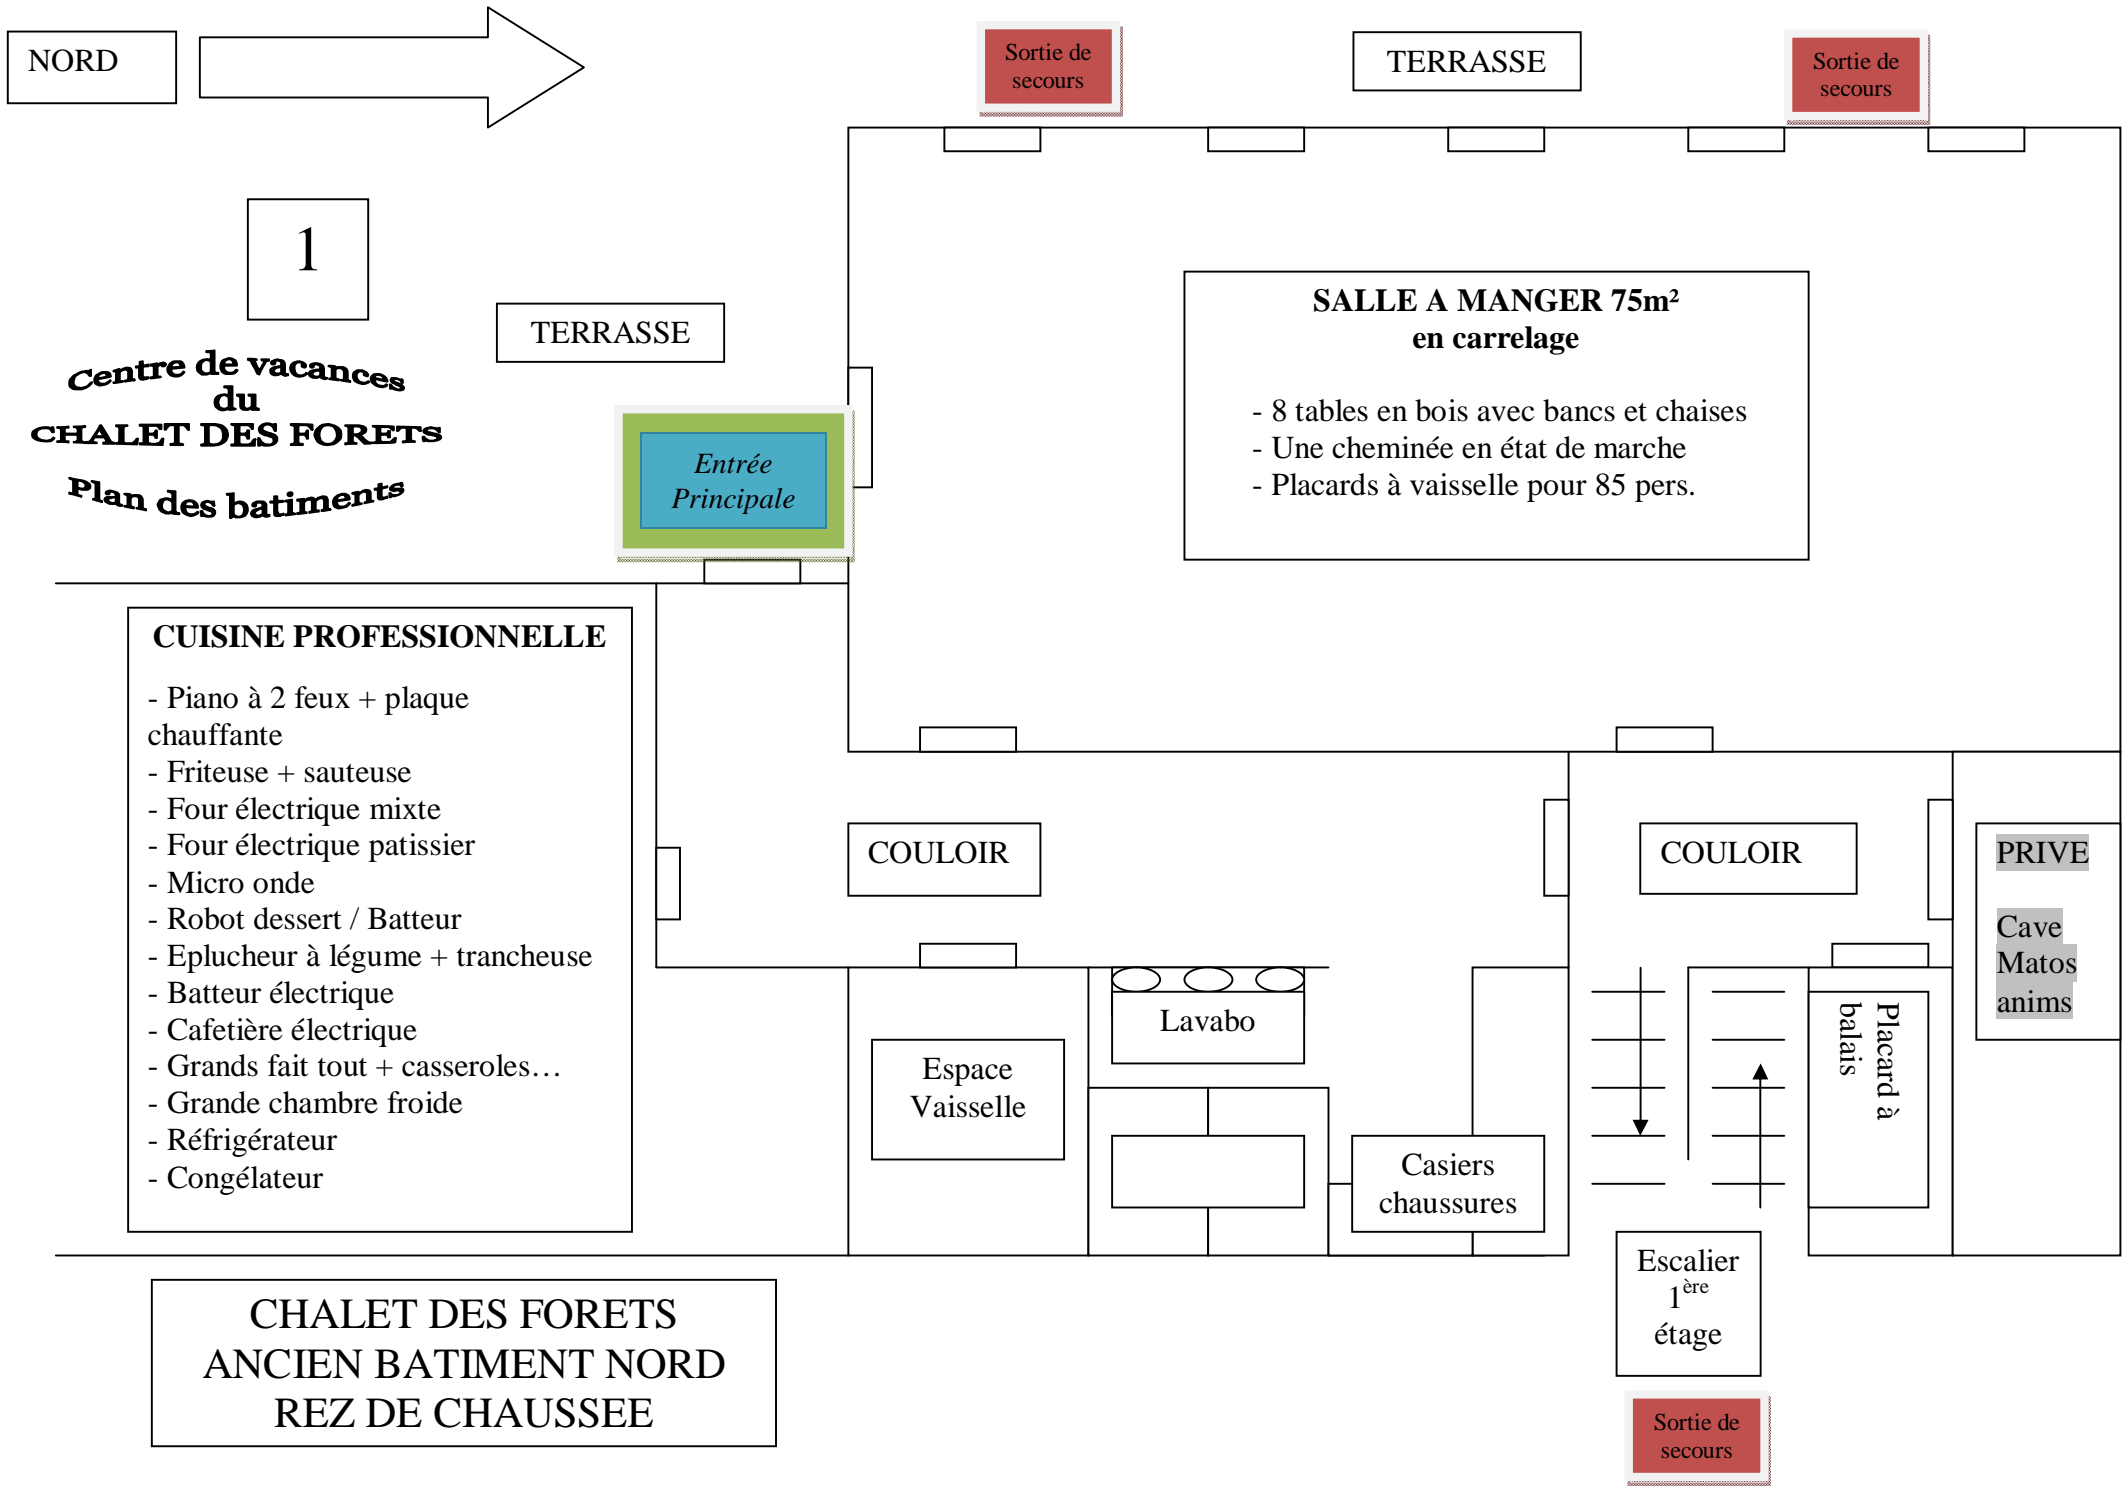 NORD
Sortie de
secours
TERRASSE
Sortie de
secours
1
TERRASSE
Centre de vacances
du
CHALET DES FORETS
Plan des batiments
Entrée
Principale
SALLE A MANGER 75m²
en carrelage
- 8 tables en bois avec bancs et chaises
- Une cheminée en état de marche
- Placards à vaisselle pour 85 pers.
CUISINE PROFESSIONNELLE
- Piano à 2 feux + plaque
chauffante
- Friteuse + sauteuse
- Four électrique mixte
- Four électrique patissier
- Micro onde
- Robot dessert / Batteur
- Eplucheur à légume + trancheuse
- Batteur électrique
- Cafetière électrique
- Grands fait tout + casseroles…
- Grande chambre froide
- Réfrigérateur
- Congélateur
COULOIR
COULOIR
PRIVE
Cave
Matos
anims
Lavabo
Espace
Vaisselle
Casiers
chaussures
Placard à
balais
Escalier
1ère
étage
Sortie de
secours
CHALET DES FORETS
ANCIEN BATIMENT NORD
REZ DE CHAUSSEE